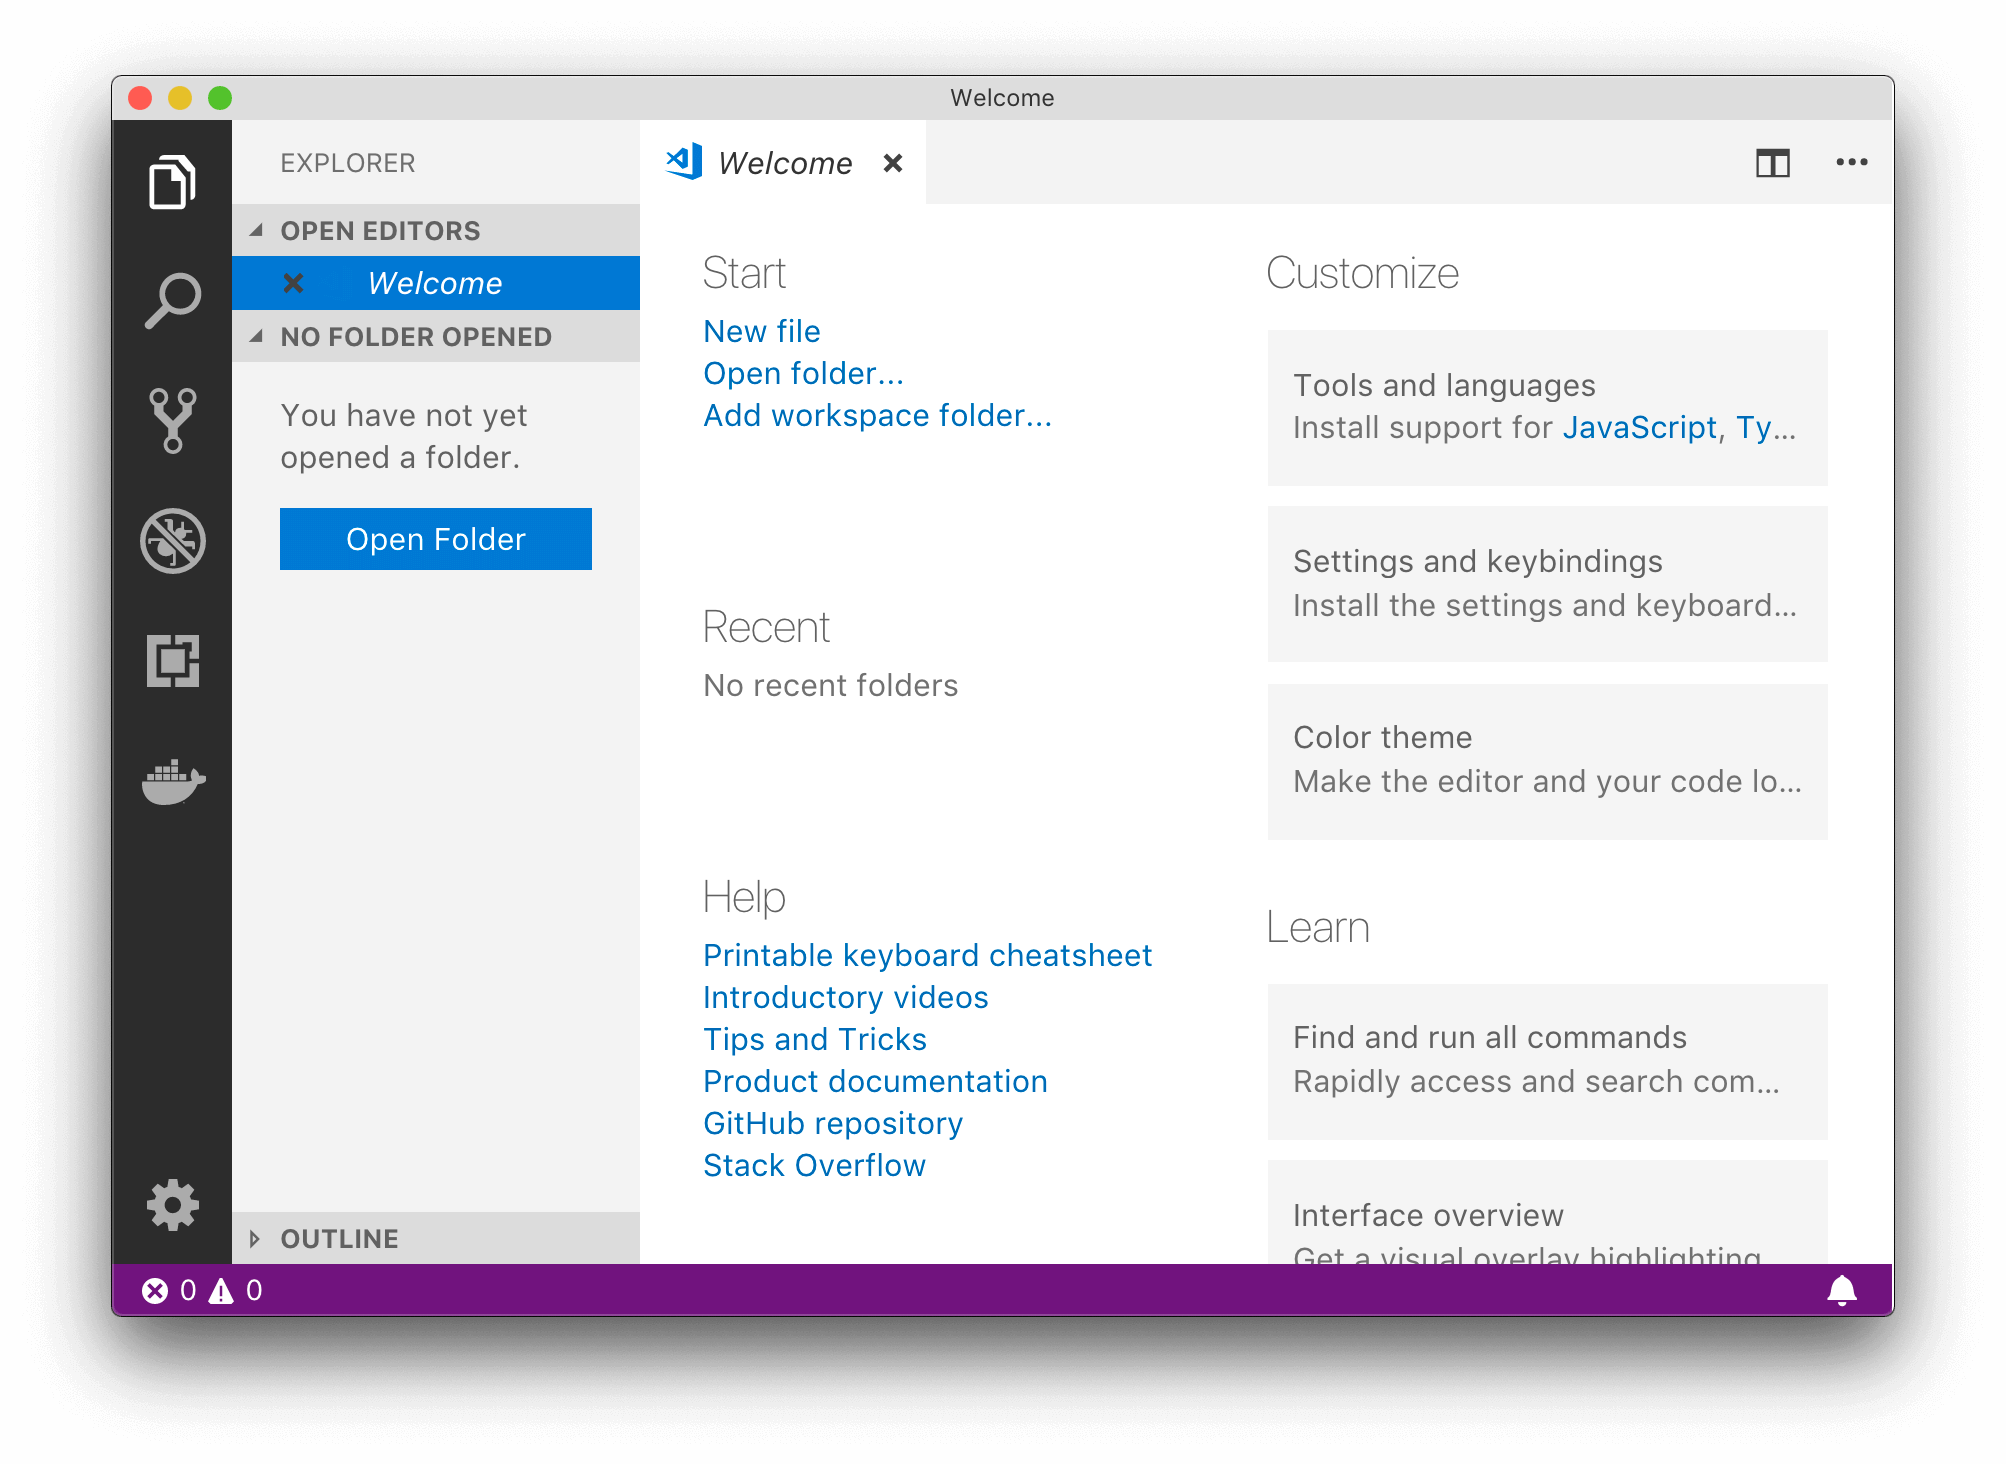 Welcome
EXPLORER
OPEN EDITORS
Welcome
NO FOLDER OPENED
You have not yet
opened a folder.
Open Folder
OUTLINE
Welcome
Start
New file
Open folder...
Add workspace folder...
Recent
No recent folders
Help
Printable keyboard cheatsheet
Introductory videos
Tips and Tricks
Product documentation
GitHub repository
Stack Overflow
Customize
Tools and languages
Install support for JavaScript, Ty...
Settings and keybindings
Install the settings and keyboard...
Color theme
Make the editor and your code lo...
Learn
Find and run all commands
Rapidly access and search com...
Interface overview
Get a visual overlay highlighting
0 0